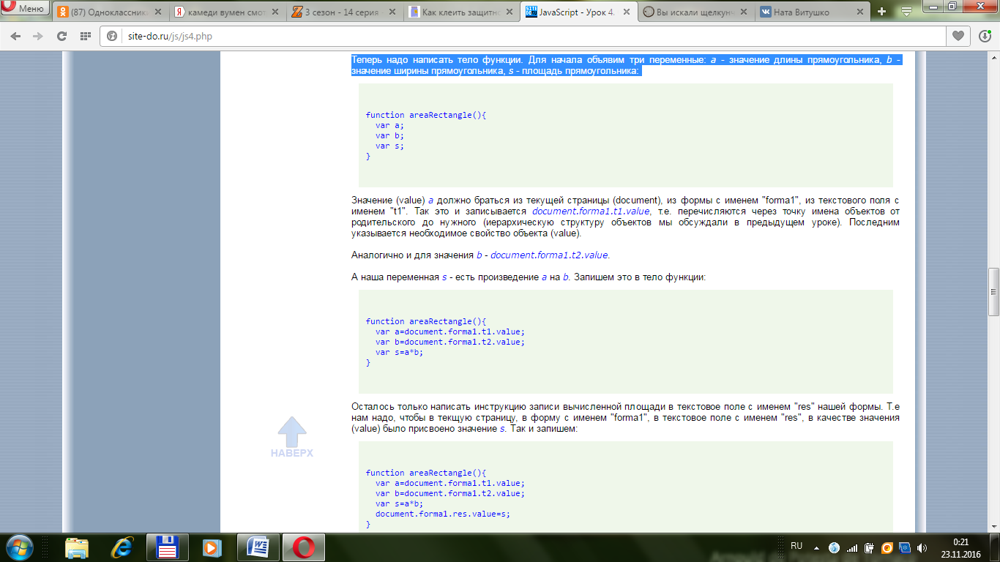 Меню
(87) Одноклассник
камеди вумен смот
3 сезон - 14 серия
Как клеить защитно
JavaScript - Урок 4.
Вы искали щелкунч
Ната Витушко
site-do.ru/js/js4.php
Теперь надо написать тело функции. Для начала объявим три переменные: a - значение длины прямоугольника, b -
значение ширины прямоугольника, s - площадь прямоугольника:
function areaRectangle(){
var a;
var b;
var s;
}
Значение (value) a должно браться из текущей страницы (document), из формы с именем "forma1", из текстового поля с
именем "t1". Так это и записывается document.forma1.t1.value, т.е. перечисляются через точку имена объектов от
родительского до нужного (иерархическую структуру объектов мы обсуждали в предыдущем уроке). Последним
указывается необходимое свойство объекта (value).
Аналогично и для значения b - document.forma1.t2.value.
А наша переменная s - есть произведение a на b. Запишем это в тело функции:
function areaRectangle(){
var a=document.forma1.t1.value;
var b=document.forma1.t2.value;
var s=a*b;
}
Осталось только написать инструкцию записи вычисленной площади в текстовое поле с именем "res" нашей формы. Т.е
нам надо, чтобы в текщую страницу, в форму с именем "forma1", в текстовое поле с именем "res", в качестве значения
(value) было присвоено значение s. Так и запишем:
НАВЕРХ
function areaRectangle(){
var a=document.forma1.t1.value;
var b=document.forma1.t2.value;
var s=a*b;
document.forma1.res.value=s;
}
RU
0:21
23.11.2016